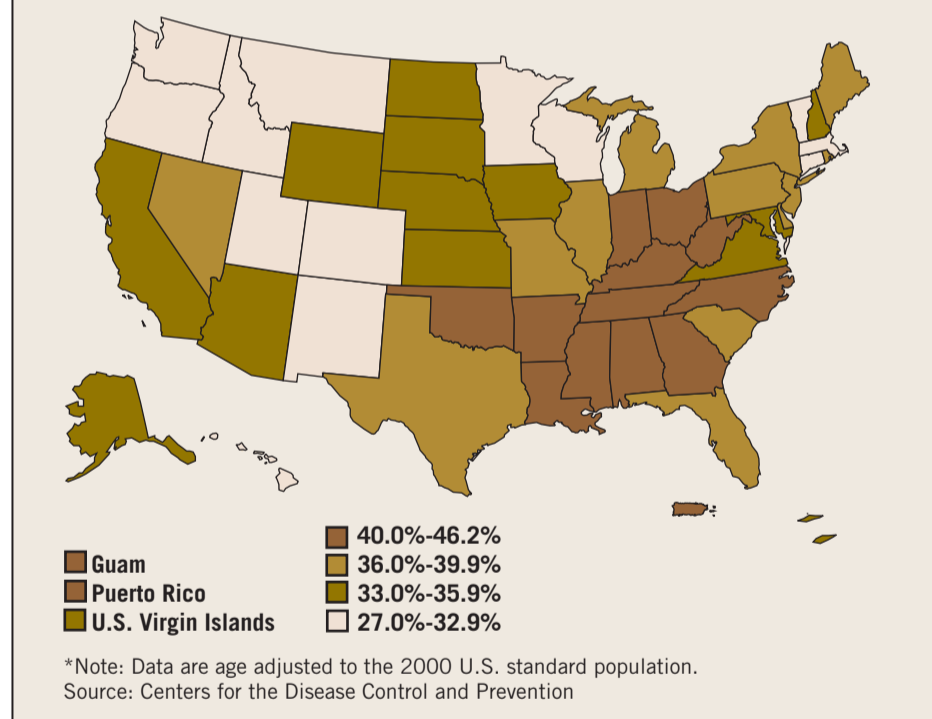 40.0%-46.2%
Guam
36.0%-39.9%
Puerto Rico
33.0%-35.9%
U.S. Virgin Islands
27.0%-32.9%
*Note: Data are age adjusted to the 2000 U.S. standard population.
Source: Centers for the Disease Control and Prevention